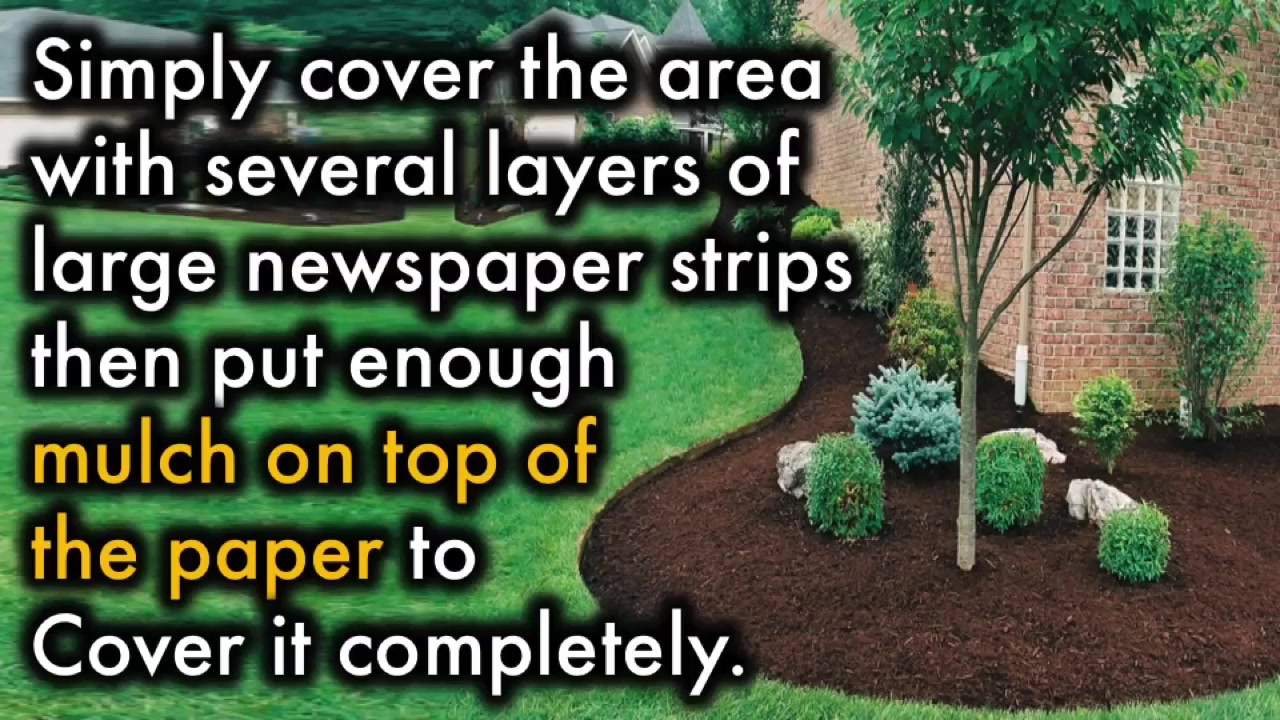 Simply cover the area
with several layers of
large newspaper strips
then put enough
mulch on top of
the paper to
Cover it completely.